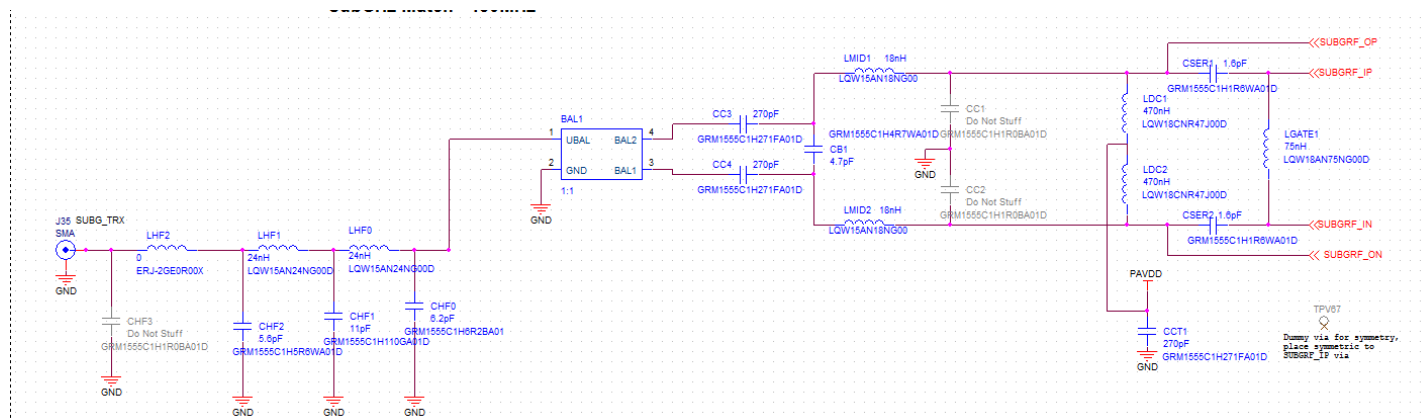 LMID1 18nH
LQW15AN18NG00
SUBGRF_OP
CSER1 1.6pF
SUBGRF_IP
GRM1555C1H1R6WA01D
CC1
Do Not Stuff
GRM1555C1H1R0BA01D
LDC1
470nH
LQW18CNR47J00D
BAL1
CC3 270pF
GRM1555C1H271FA01D
GRM1555C1H4R7WA01D
CB1
4.7pF
LGATE1
75nH
LQW18AN75NG00D
1 UBAL BAL2 4
2 GND BAL1 3
1:1
CC4 270pF
GRM1555C1H271FA01D
GND
GND
LDC2
470nH
LQW18CNR47J00D
CC2
Do Not Stuff
GRM1555C1H1R0BA01D
LMID2 18nH
LQW15AN18NG00
CSER2 1.6pF
SUBGRF_IN
GRM1555C1H1R6WA01D
SUBGRF_ON
J35 SUBG_TRX
SMA
GND
LHF2
0
ERJ-2GE0R00X
LHF1
24nH
LQW15AN24NG00D
LHF0
24nH
LQW15AN24NG00D
PAVDD
CHF3
Do Not Stuff
GRM1555C1H1R0BA01D
GND
CHF2
5.6pF
GRM1555C1H5R6WA01D
GND
CHF1
11pF
GRM1555C1H110GA01D
GND
CHF0
6.2pF
GRM1555C1H6R2BA01
GND
CCT1
270pF
GRM1555C1H271FA01D
GND
TPV67
Dummy via for symmetry,
place symmetric to
SUBGRF_IP via